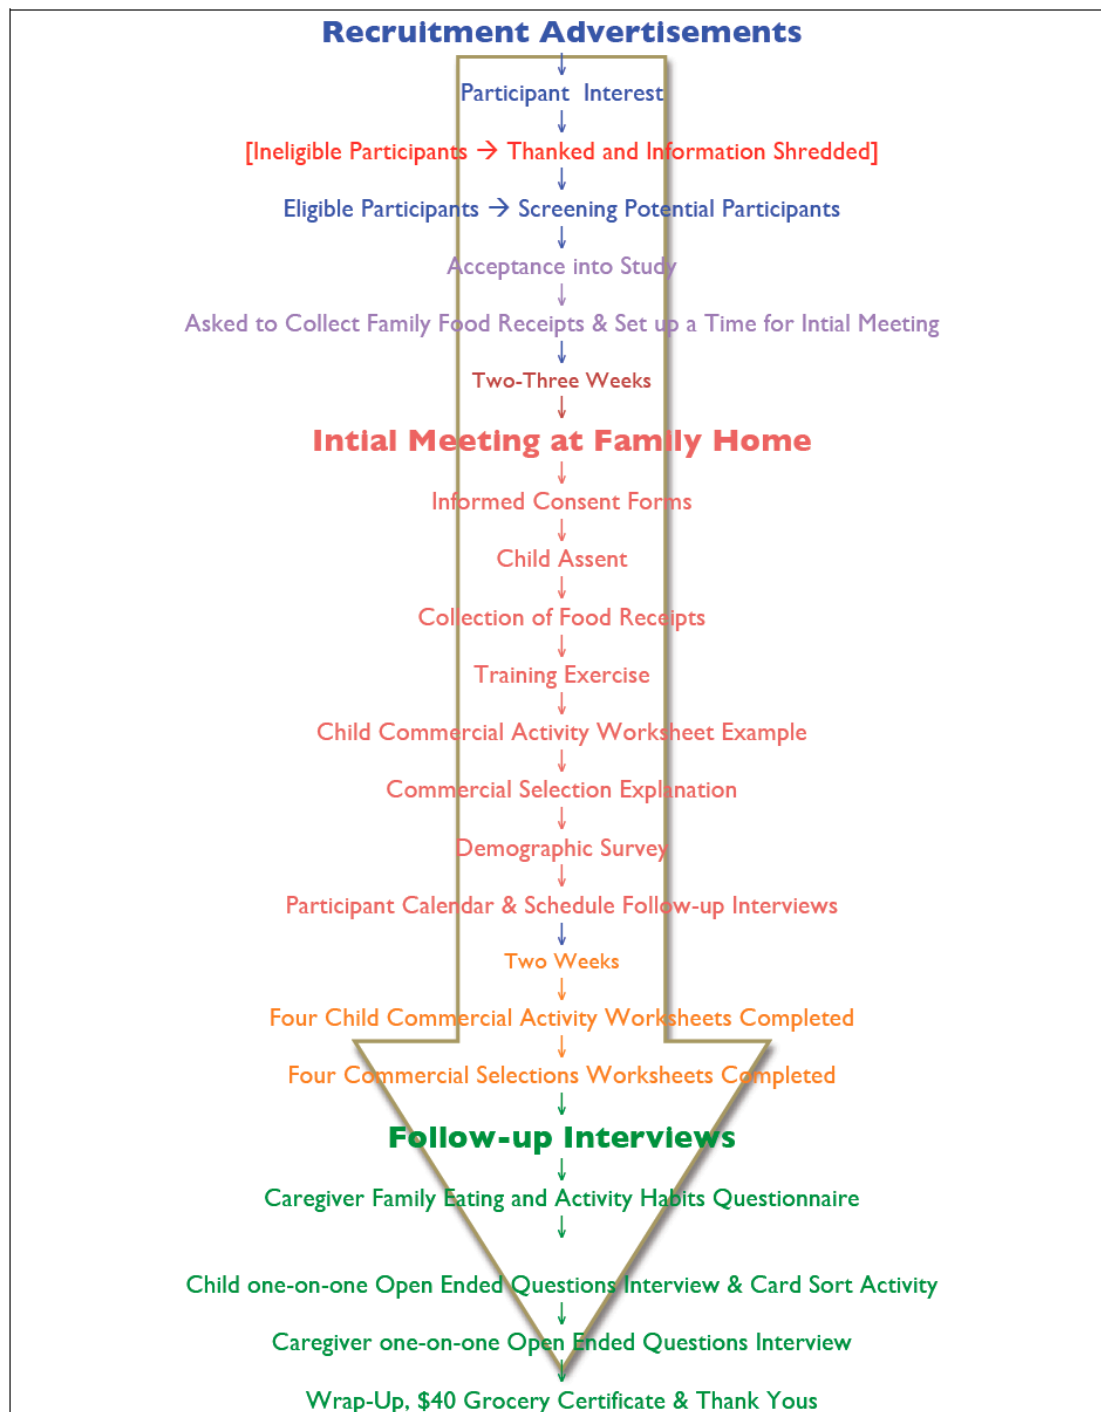 Recruitment Advertisements
↓
Participant Interest
↓
[Ineligible Participants → Thanked and Information Shredded]
↓
Eligible Participants → Screening Potential Participants
↓
Acceptance into Study
↓
Asked to Collect Family Food Receipts & Set up a Time for Intial Meeting
↓
Two-Three Weeks
↓
Intial Meeting at Family Home
↓
Informed Consent Forms
↓
Child Assent
↓
Collection of Food Receipts
↓
Training Exercise
↓
Child Commercial Activity Worksheet Example
↓
Commercial Selection Explanation
↓
Demographic Survey
↓
Participant Calendar & Schedule Follow-up Interviews
↓
Two Weeks
↓
Four Child Commercial Activity Worksheets Completed
↓
Four Commercial Selections Worksheets Completed
↓
Follow-up Interviews
↓
Caregiver Family Eating and Activity Habits Questionnaire
↓
Child one-on-one Open Ended Questions Interview & Card Sort Activity
↓
Caregiver one-on-one Open Ended Questions Interview
↓
Wrap-Up, $40 Grocery Certificate & Thank Yous